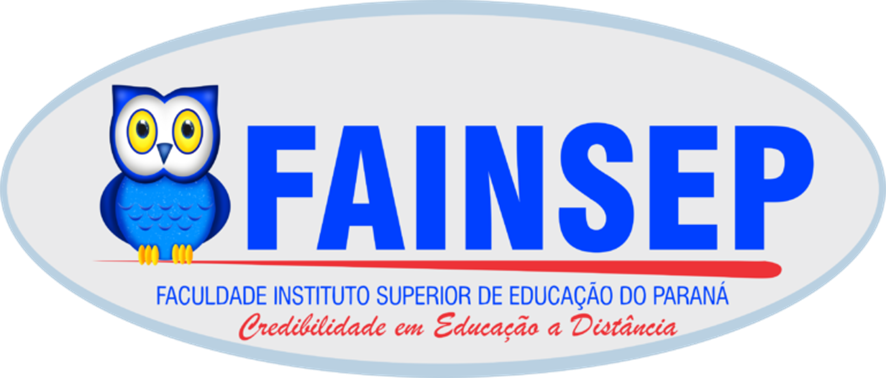 FAINSEP
FACULDADE INSTITUTO SUPERIOR DE EDUCAÇÃO DO PARANÁ
Credibilidade em Educação a Distância